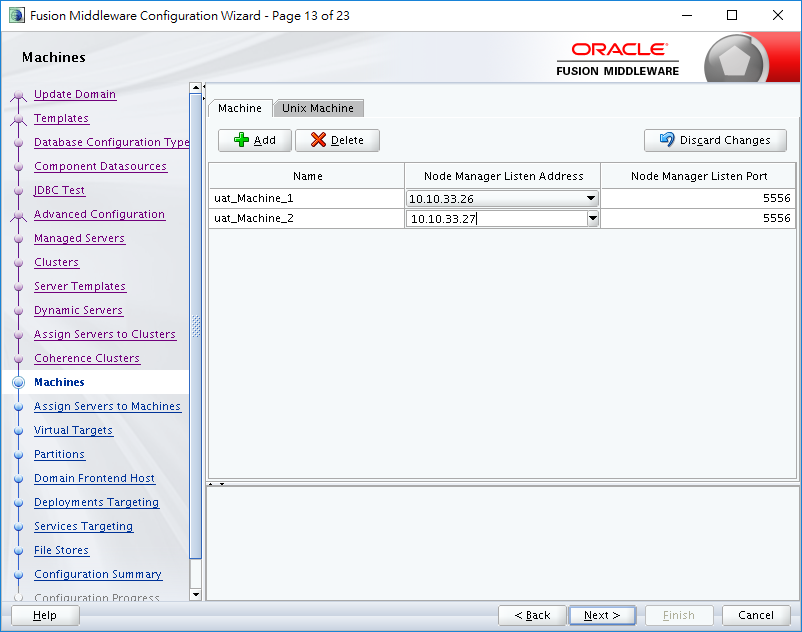 Fusion Middleware Configuration Wizard - Page 13 of 23
Machines
ORACLE
FUSION MIDDLEWARE
Update Domain
Templates
Database Configuration Type
Component Datasources
JDBC Test
Advanced Configuration
Managed Servers
Clusters
Server Templates
Dynamic Servers
Assign Servers to Clusters
Coherence Clusters
Machines
Assign Servers to Machines
Virtual Targets
Partitions
Domain Frontend Host
Deployments Targeting
Services Targeting
File Stores
Configuration Summary
Configuration Progress
Machine Unix Machine
Add Delete Discard Changes
Name Node Manager Listen Address Node Manager Listen Port
uat_Machine_1 10.10.33.26 5556
uat_Machine_2 10.10.33.27 5556
Help < Back Next > Finish Cancel